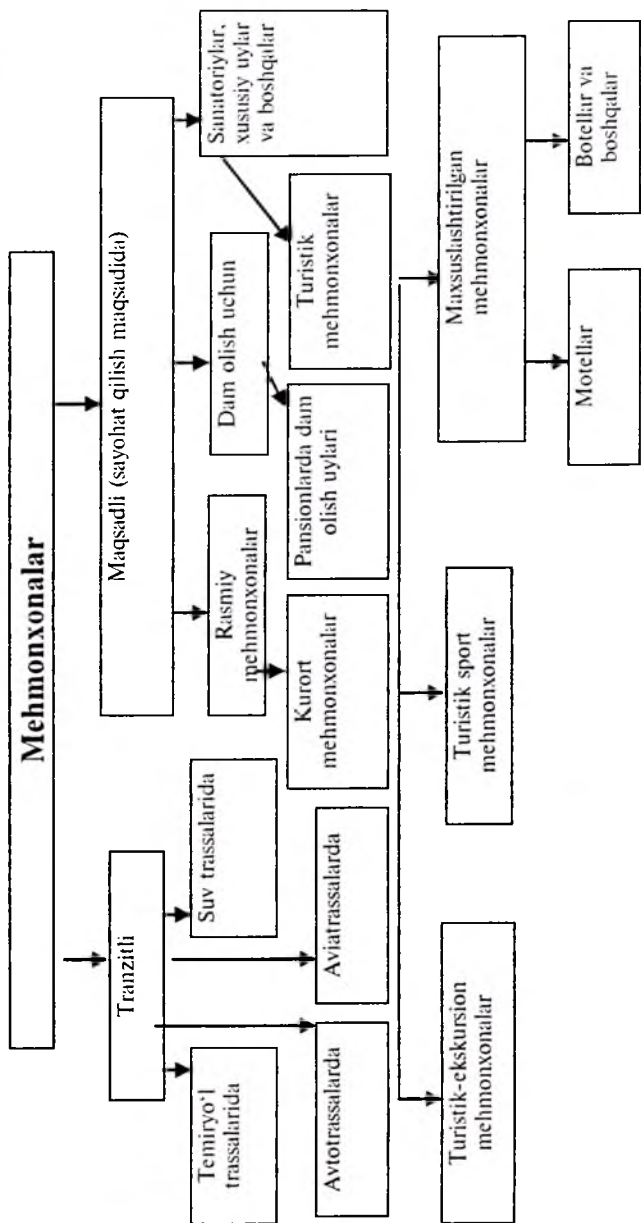 Mehmonxonalar
Tranzitli
Maqsadli (sayohat qilish maqsadida)
Temiryo‘l
trassalarida
Suv trassalarida
Rasmiy
mehmonxonalar
Dam olish uchun
Sanatoriylar,
xususiy uylar
va boshqalar
Avtotrassalarda
Aviatrassalarda
Kurort
mehmonxonalar
Pansionlarda dam
olish uylari
Turistik
mehmonxonalar
Turistik-ekskursion
mehmonxonalar
Turistik sport
mehmonxonalar
Maxsuslashtirilgan
mehmonxonalar
Motellar
Botellar va
boshqalar